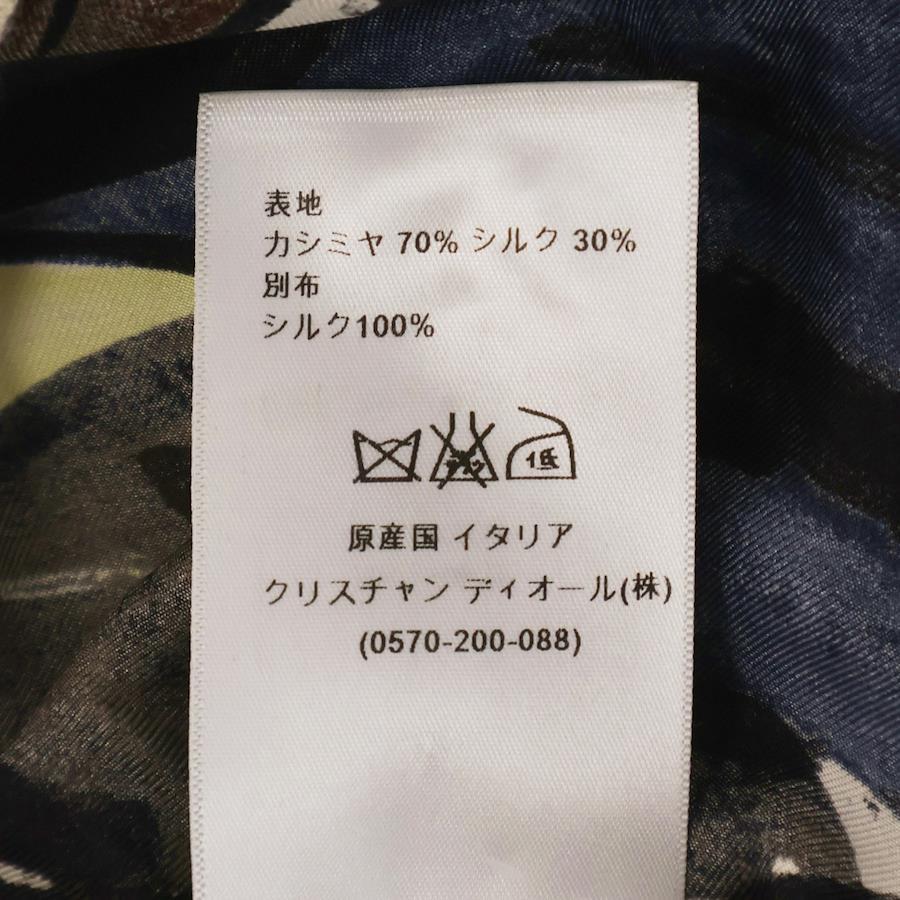 表地
カシミヤ 70% シルク 30%
別布
シルク100%
低
原産国 イタリア
クリスチャン ディオール(株)
(0570-200-088)